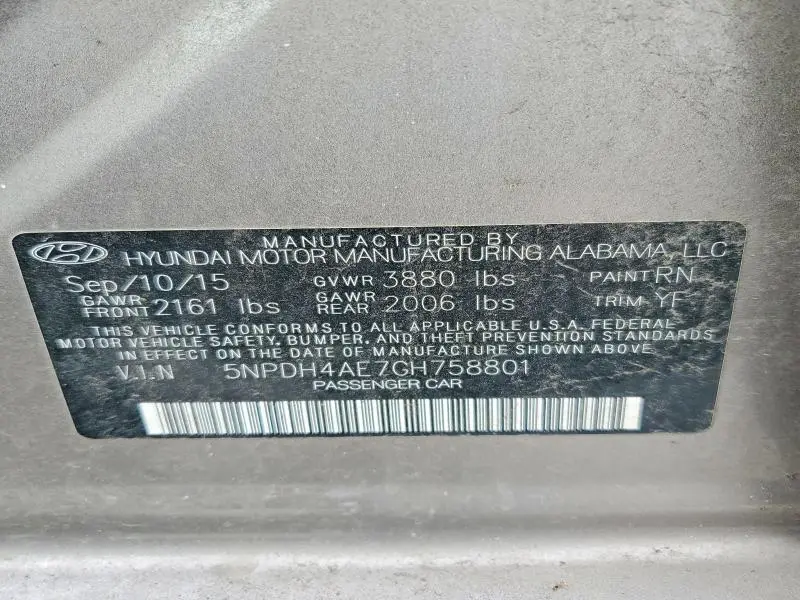 MANUFACTURED BY
HYUNDAI MOTOR MANUFACTURING ALABAMA, LLC
Sep/10/15 GVWR 3880 lbs PAINT RN
GAWR FRONT 2161 lbs GAWR REAR 2006 lbs TRIM YF
THIS VEHICLE CONFORMS TO ALL APPLICABLE U.S.A. FEDERAL
MOTOR VEHICLE SAFETY, BUMPER, AND THEFT PREVENTION STANDARDS
IN EFFECT ON THE DATE OF MANUFACTURE SHOWN ABOVE.
V.I.N 5NPDH4AE7GH758801
PASSENGER CAR